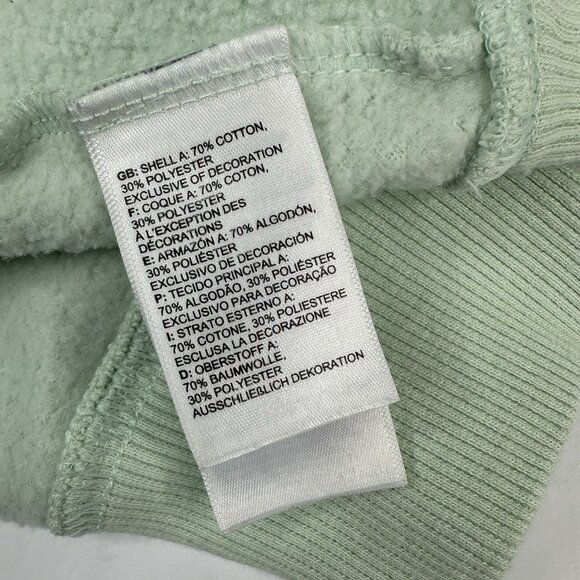 GB: SHELL A: 70% COTTON,
30% POLYESTER
EXCLUSIVE OF DECORATION
F: COQUE A: 70% COTON,
30% POLYESTER
À L'EXCEPTION DES
DÉCORATIONS
E: ARMAZÓN A: 70% ALGODÓN,
30% POLIÉSTER
EXCLUSIVO DE DECORACIÓN
P: TECIDO PRINCIPAL A:
70% ALGODÃO, 30% POLIÉSTER
EXCLUSIVO PARA DECORAÇÃO
I: STRATO ESTERNO A:
70% COTONE, 30% POLIESTERE
ESCLUSA LA DECORAZIONE
D: OBERSTOFF A:
70% BAUMWOLLE,
30% POLYESTER
AUSSCHLIEßLICH DEKORATION